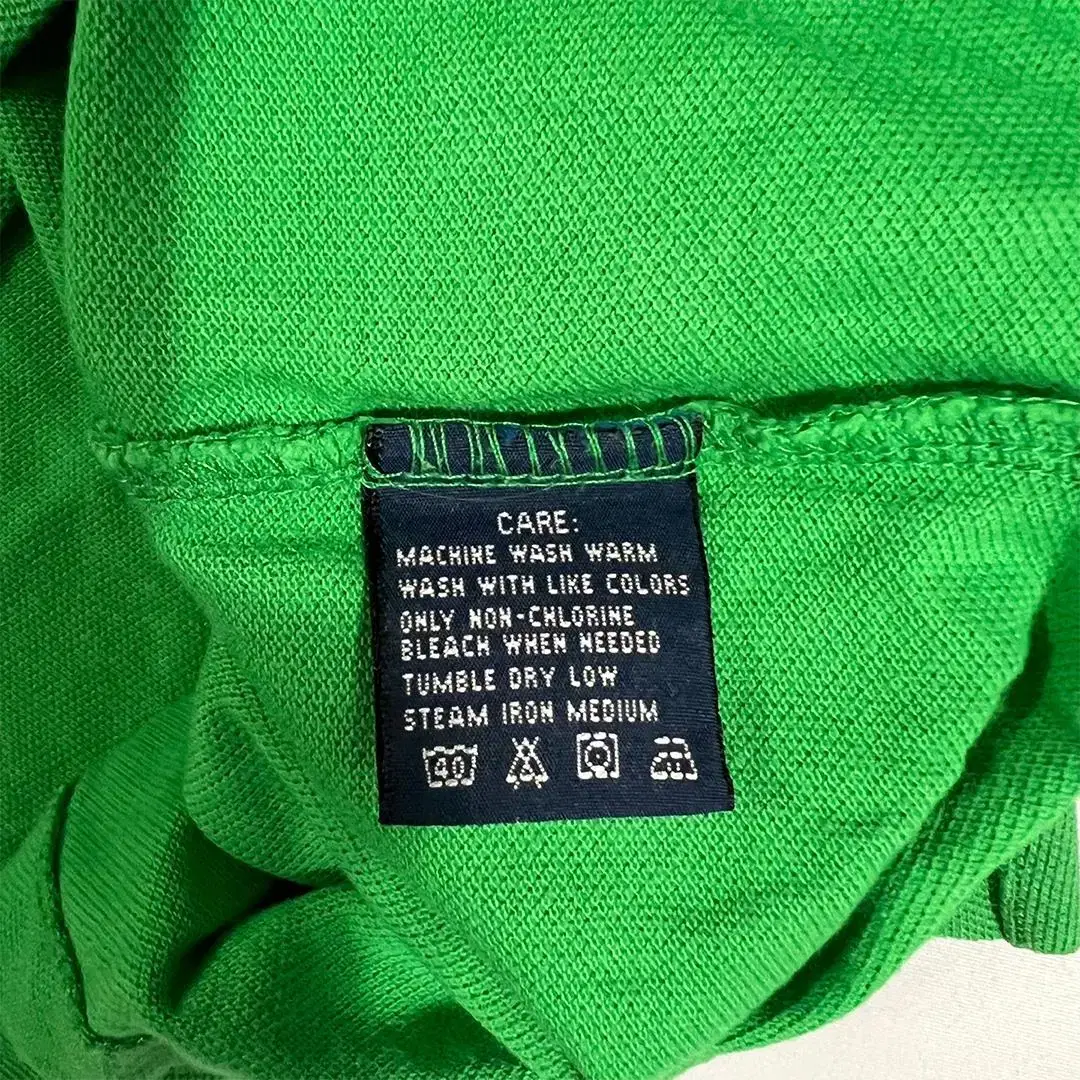 CARE:
MACHINE WASH WARM
WASH WITH LIKE COLORS
ONLY NON-CHLORINE
BLEACH WHEN NEEDED
TUMBLE DRY LOW
STEAM IRON MEDIUM
40